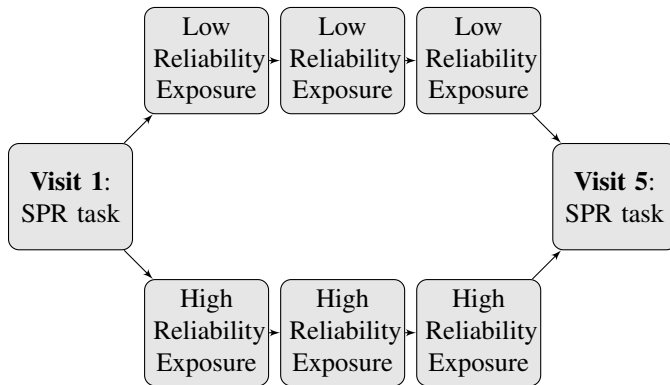 Low
Reliability
Exposure
Low
Reliability
Exposure
Low
Reliability
Exposure
Visit 1:
SPR task
Visit 5:
SPR task
High
Reliability
Exposure
High
Reliability
Exposure
High
Reliability
Exposure